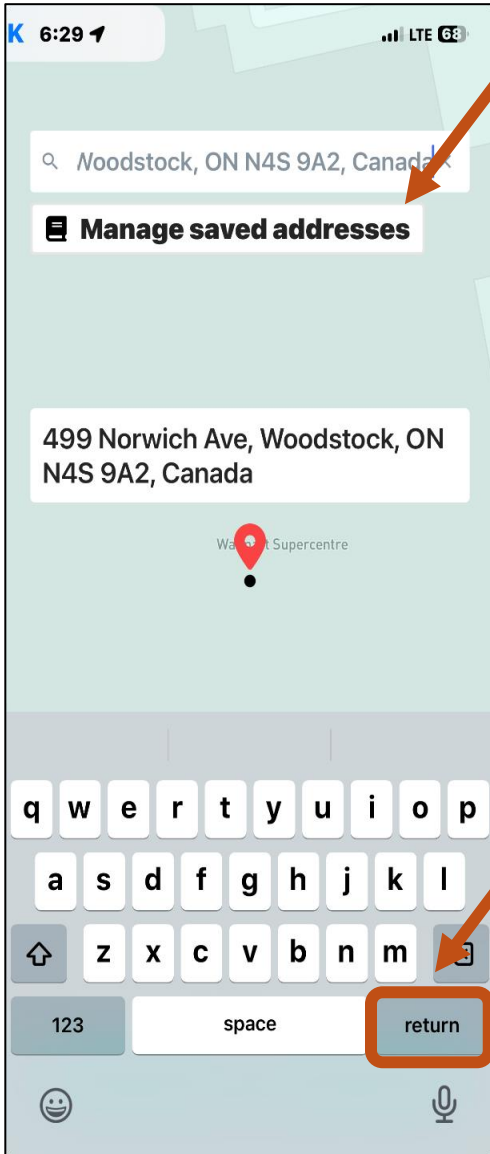 K 6:29 LTE 68
Woodstock, ON N4S 9A2, Canada
Manage saved addresses
499 Norwich Ave, Woodstock, ON
N4S 9A2, Canada
Supercentre
q w e r t y u i o p
a s d f g h j k l
z x c v b n m
123 space return